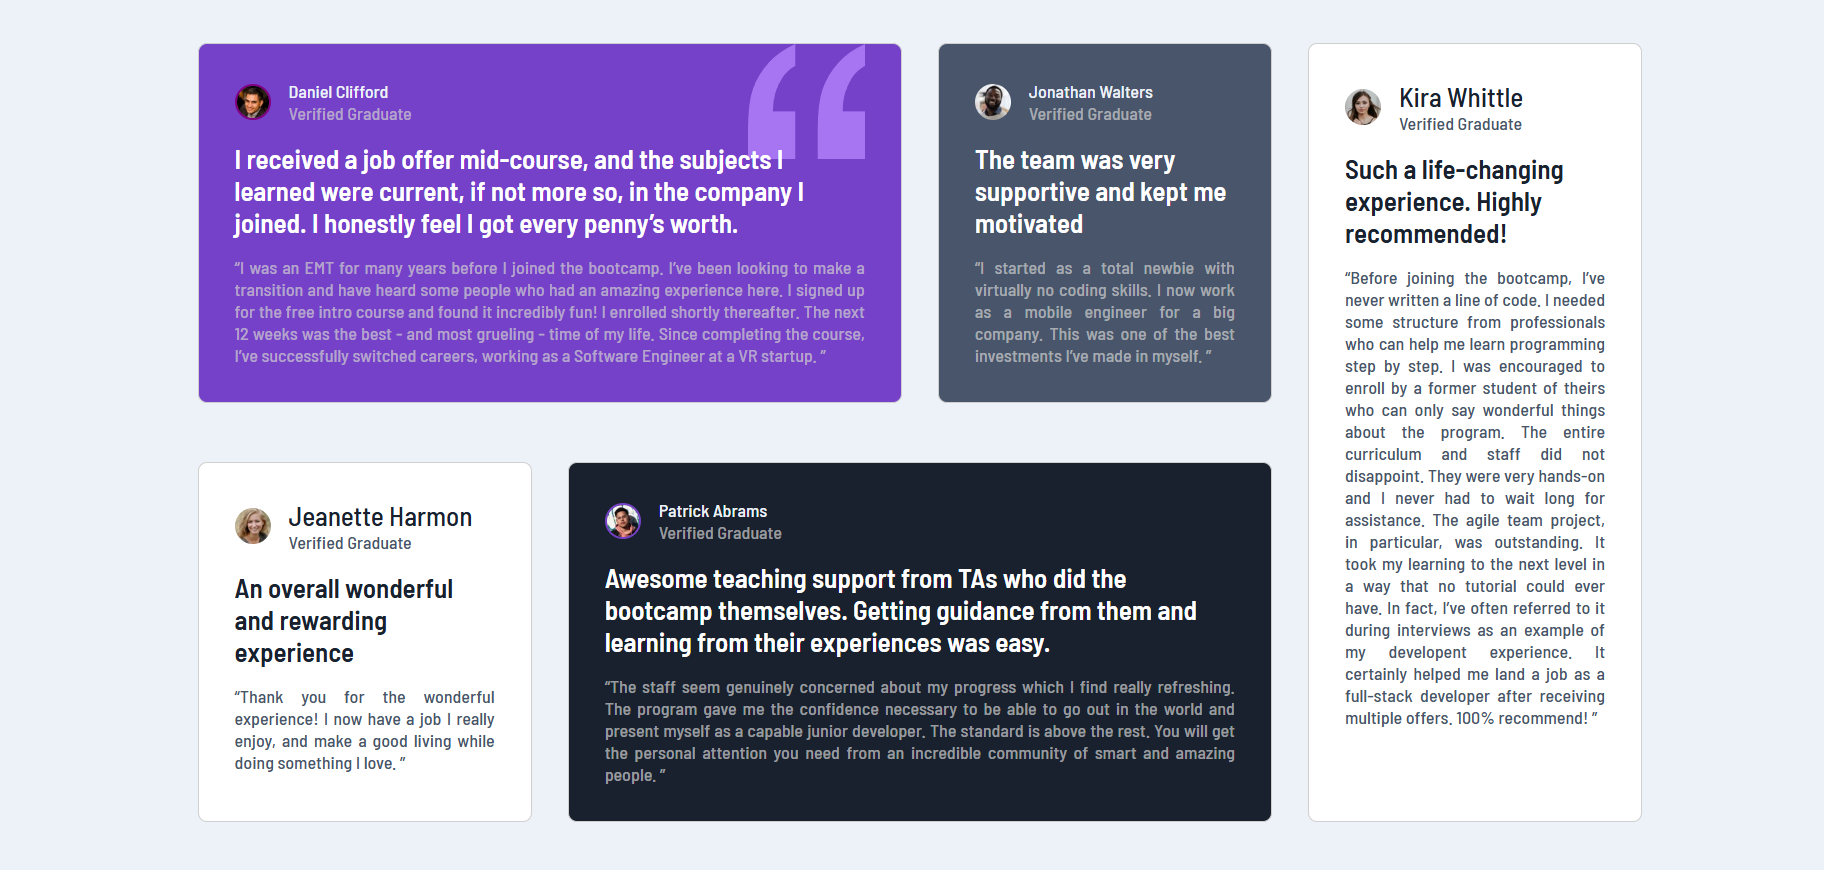 Daniel Clifford
Verified Graduate
I received a job offer mid-course, and the subjects I
learned were current, if not more so, in the company I
joined. I honestly feel I got every penny’s worth.
“I was an EMT for many years before I joined the bootcamp. I’ve been looking to make a
transition and have heard some people who had an amazing experience here. I signed up
for the free intro course and found it incredibly fun! I enrolled shortly thereafter. The next
12 weeks was the best - and most grueling - time of my life. Since completing the course,
I’ve successfully switched careers, working as a Software Engineer at a VR startup. ”
Jonathan Walters
Verified Graduate
The team was very
supportive and kept me
motivated
“I started as a total newbie with
virtually no coding skills. I now work
as a mobile engineer for a big
company. This was one of the best
investments I’ve made in myself. ”
Kira Whittle
Verified Graduate
Such a life-changing
experience. Highly
recommended!
“Before joining the bootcamp, I’ve
never written a line of code. I needed
some structure from professionals
who can help me learn programming
step by step. I was encouraged to
enroll by a former student of theirs
who can only say wonderful things
about the program. The entire
curriculum and staff did not
disappoint. They were very hands-on
and I never had to wait long for
assistance. The agile team project,
in particular, was outstanding. It
took my learning to the next level in
a way that no tutorial could ever
have. In fact, I’ve often referred to it
during interviews as an example of
my developent experience. It
certainly helped me land a job as a
full-stack developer after receiving
multiple offers. 100% recommend! ”
Jeanette Harmon
Verified Graduate
An overall wonderful
and rewarding
experience
“Thank you for the wonderful
experience! I now have a job I really
enjoy, and make a good living while
doing something I love. ”
Patrick Abrams
Verified Graduate
Awesome teaching support from TAs who did the
bootcamp themselves. Getting guidance from them and
learning from their experiences was easy.
“The staff seem genuinely concerned about my progress which I find really refreshing.
The program gave me the confidence necessary to be able to go out in the world and
present myself as a capable junior developer. The standard is above the rest. You will get
the personal attention you need from an incredible community of smart and amazing
people. ”